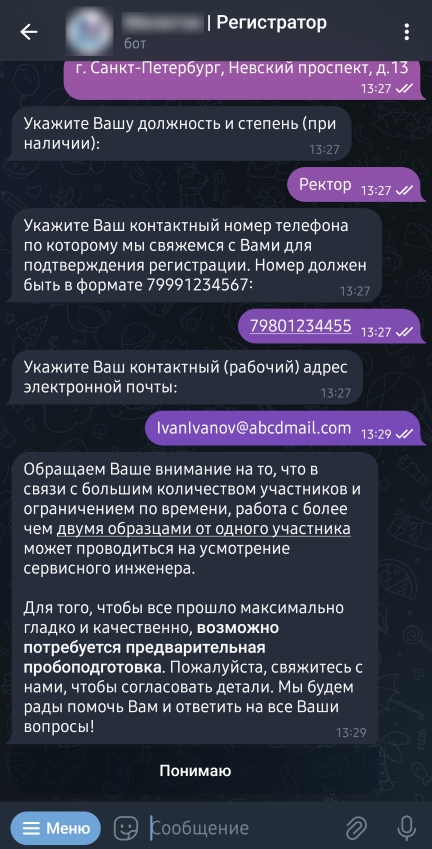 | Регистратор
бот
г. Санкт-Петербург, Невский проспект, д.13
13:27
Укажите Вашу должность и степень (при
наличии):
13:27
Ректор
13:27
Укажите Ваш контактный номер телефона
по которому мы свяжемся с Вами для
подтверждения регистрации. Номер должен
быть в формате 79991234567:
13:27
79801234455
13:27
Укажите Ваш контактный (рабочий) адрес
электронной почты:
13:27
IvanIvanov@abcdmail.com
13:29
Обращаем Ваше внимание на то, что в
связи с большим количеством участников и
ограничением по времени, работа с более
чем двумя образцами от одного участника
может проводиться на усмотрение
сервисного инженера.
Для того, чтобы все прошло максимально
гладко и качественно, возможно
потребуется предварительная
пробоподготовка. Пожалуйста, свяжитесь с
нами, чтобы согласовать детали. Мы будем
рады помочь Вам и ответить на все Ваши
вопросы!
13:29
Понимаю
Меню
Сообщение